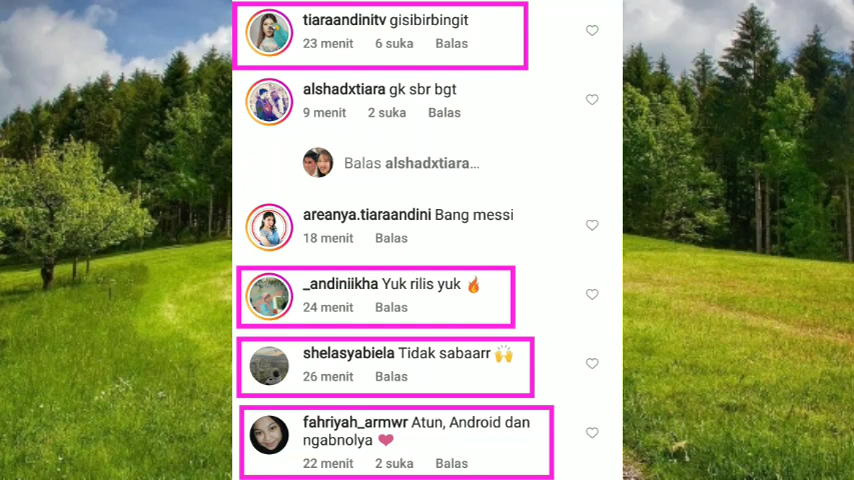 tiaraandinitv gisibirbingit
23 menit 6 suka Balas
alshadxtiara gk sbr bgt
9 menit 2 suka Balas
Balas alshadxtiara...
areanya.tiaraandini Bang messi
18 menit Balas
_andiniikha Yuk rilis yuk 🔥
24 menit Balas
shelasyabiela Tidak sabaarr 🙌
26 menit Balas
fahriyah_armwr Atun, Android dan
ngabnolya ❤️
22 menit 2 suka Balas